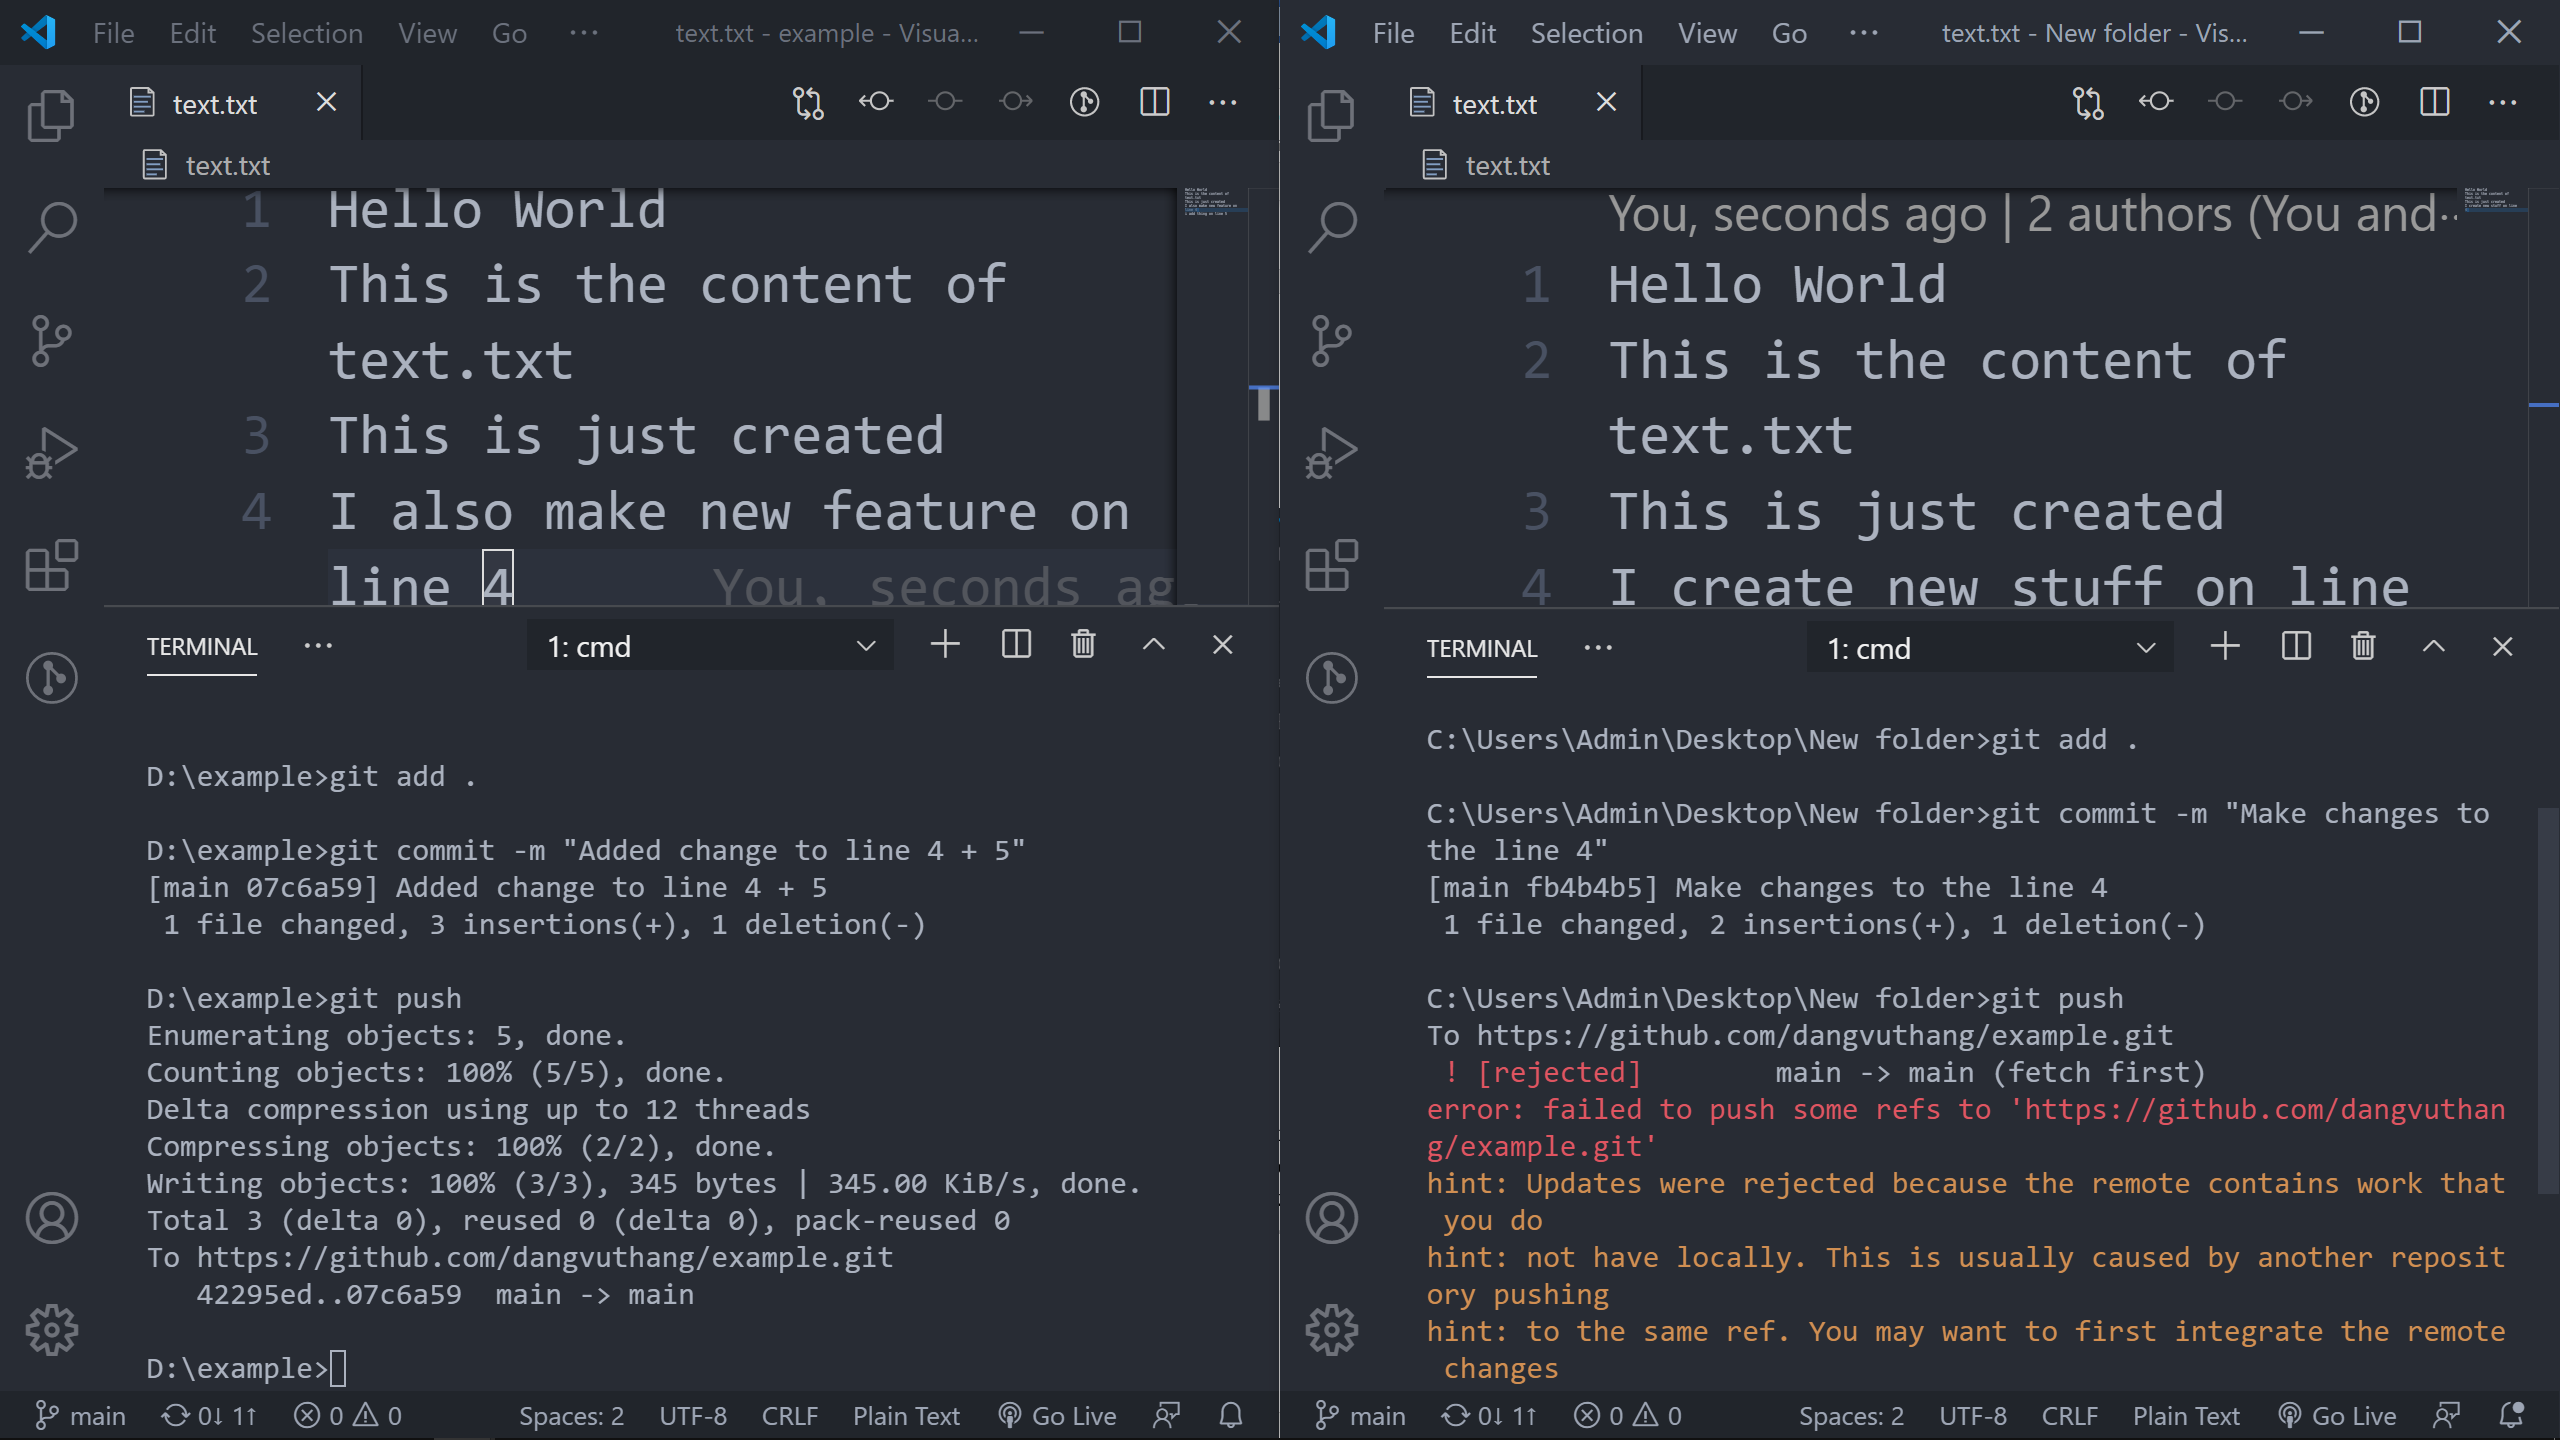 File Edit Selection View Go ··· text.txt - example - Visua...
text.txt
text.txt
1 Hello World
2 This is the content of
text.txt
3 This is just created
4 I also make new feature on
line 4 You, seconds ag
TERMINAL ··· 1: cmd
D:\example>git add .
D:\example>git commit -m "Added change to line 4 + 5"
[main 07c6a59] Added change to line 4 + 5
1 file changed, 3 insertions(+), 1 deletion(-)
D:\example>git push
Enumerating objects: 5, done.
Counting objects: 100% (5/5), done.
Delta compression using up to 12 threads
Compressing objects: 100% (2/2), done.
Writing objects: 100% (3/3), 345 bytes | 345.00 KiB/s, done.
Total 3 (delta 0), reused 0 (delta 0), pack-reused 0
To https://github.com/dangvuthang/example.git
42295ed..07c6a59 main -> main
D:\example>
main 0↓ 1↑ 0 0 Spaces: 2 UTF-8 CRLF Plain Text Go Live
File Edit Selection View Go ··· text.txt - New folder - Vis...
text.txt
text.txt
You, seconds ago | 2 authors (You and
1 Hello World
2 This is the content of
text.txt
3 This is just created
4 I create new stuff on line
TERMINAL ··· 1: cmd
C:\Users\Admin\Desktop\New folder>git add .
C:\Users\Admin\Desktop\New folder>git commit -m "Make changes to
the line 4"
[main fb4b4b5] Make changes to the line 4
1 file changed, 2 insertions(+), 1 deletion(-)
C:\Users\Admin\Desktop\New folder>git push
To https://github.com/dangvuthang/example.git
! [rejected] main -> main (fetch first)
error: failed to push some refs to 'https://github.com/dangvuthan
g/example.git'
hint: Updates were rejected because the remote contains work that
you do
hint: not have locally. This is usually caused by another reposit
ory pushing
hint: to the same ref. You may want to first integrate the remote
changes
main 0↓ 1↑ 0 0 Spaces: 2 UTF-8 CRLF Plain Text Go Live